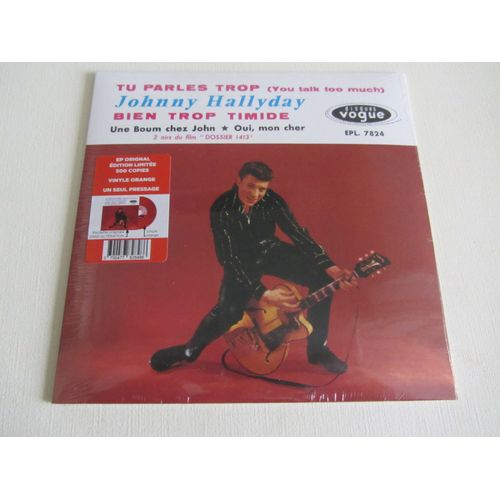 TU PARLES TROP (You talk too much)
Johnny Hallyday
BIEN TROP TIMIDE
Une Boum chez John ★ Oui, mon cher
2 airs du film "DOSSIER 1413"
DISQUES
vogue
EPL. 7824
EP ORIGNAL
ÉDITION LIMITÉE
500 COPIES
VINYLE ORANGE
UN SEUL PRESSAGE